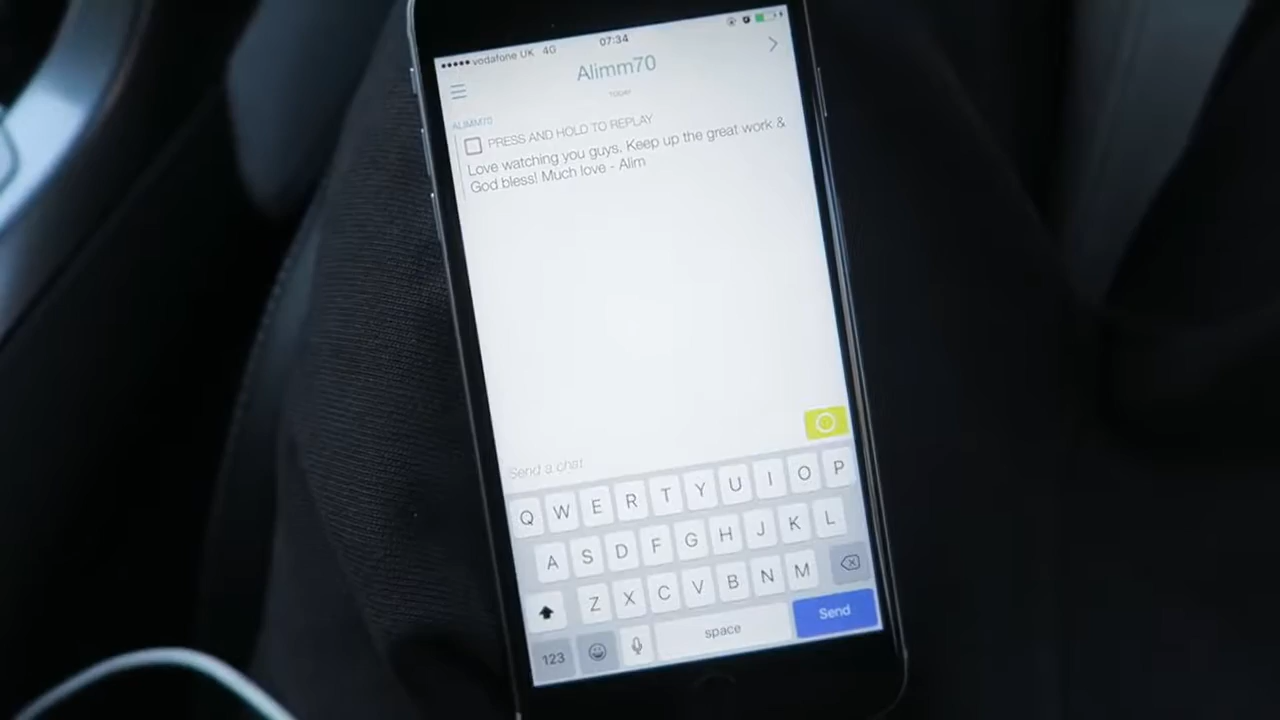 vodafone UK 4G 07:34
Alimm70
TODAY
ALIMM70
PRESS AND HOLD TO REPLAY
Love watching you guys. Keep up the great work &
God bless! Much love - Alim
Send a chat
Q W E R T Y U I O P
A S D F G H J K L
Z X C V B N M
123 space Send